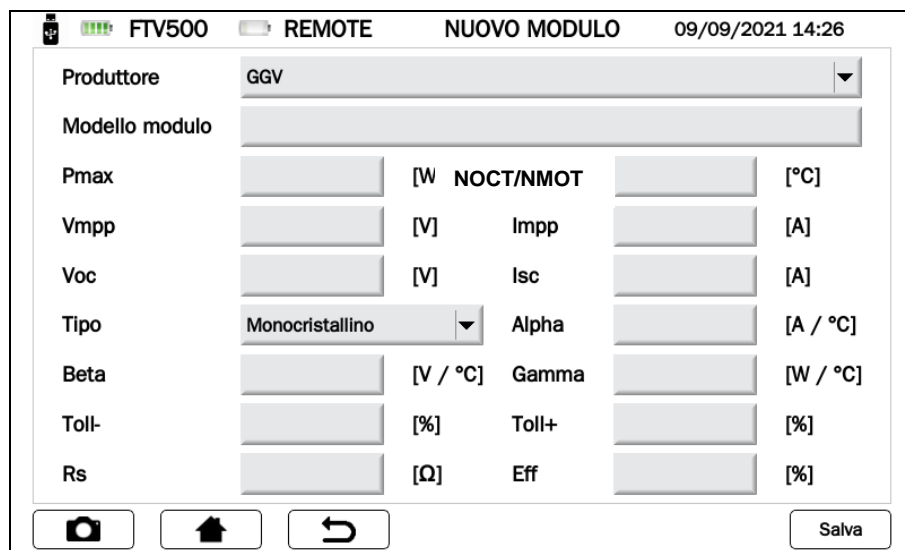 FTV500 REMOTE NUOVO MODULO 09/09/2021 14:26
Produttore GGV
Modello modulo
Pmax [W NOCT/NMOT [°C]
Vmpp [V] Impp [A]
Voc [V] Isc [A]
Tipo Monocristallino Alpha [A / °C]
Beta [V / °C] Gamma [W / °C]
Toll- [%] Toll+ [%]
Rs [Ω] Eff [%]
Salva